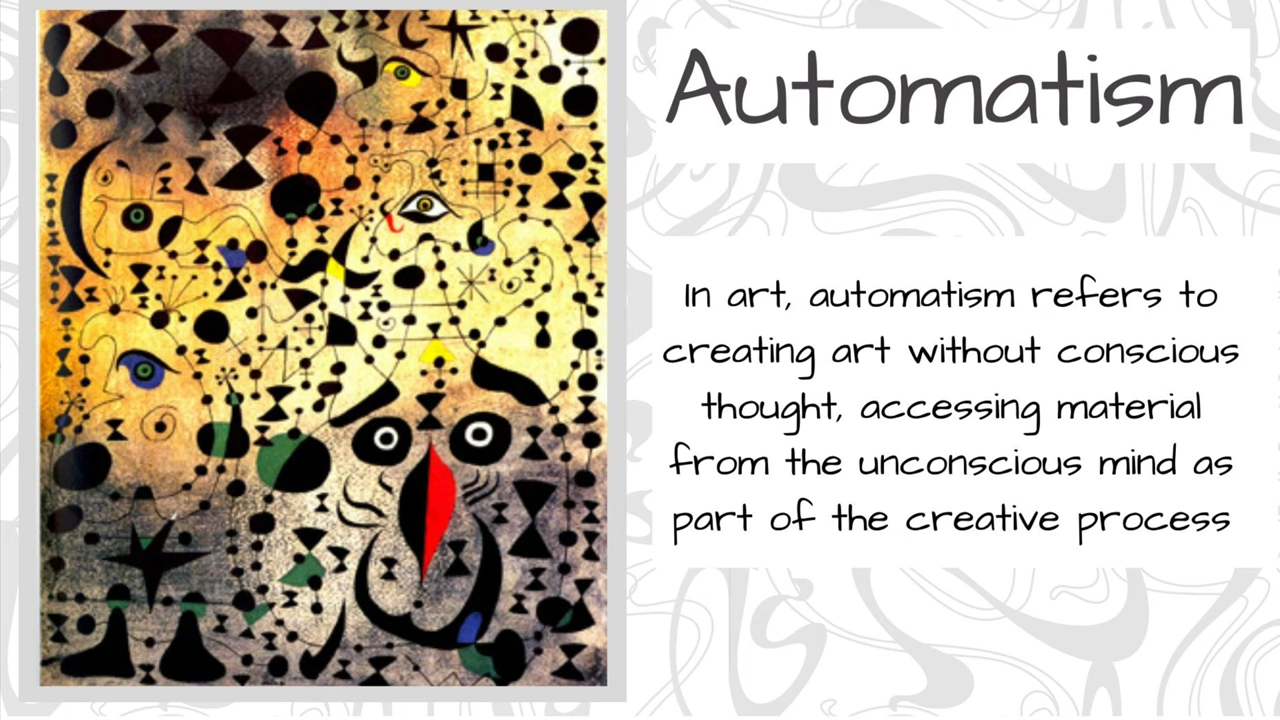 Automatism
In art, automatism refers to
creating art without conscious
thought, accessing material
from the unconscious mind as
part of the creative process